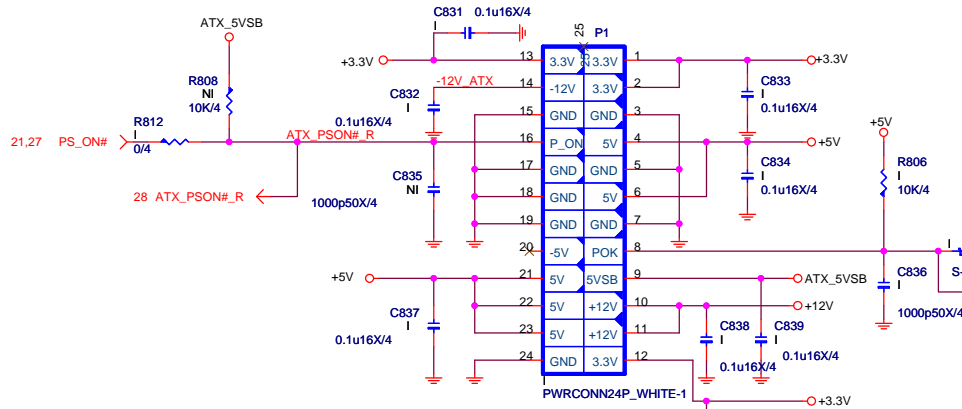 C831 0.1u16X/4
I
25
P1
ATX_5VSB
+3.3V 13 3.3V 3.3V 1 +3.3V
R808
NI
10K/4
-12V_ATX 14 -12V 3.3V 2
C832
I
0.1u16X/4
C833
I
0.1u16X/4
15 GND GND 3
+5V
R812
I
0/4
21,27 PS_ON#
ATX_PSON#_R 16 P_ON 5V 4 +5V
17 GND GND 5
C834
I
0.1u16X/4
R806
I
10K/4
C835
NI
1000p50X/4
28 ATX_PSON#_R
18 GND 5V 6
19 GND GND 7
20 -5V POK 8
I
S-
+5V 21 5V 5VSB 9 ATX_5VSB
C836
I
1000p50X/4
22 5V +12V 10 +12V
C837
I
0.1u16X/4
23 5V +12V 11
C838
I
0.1u16X/4
C839
I
0.1u16X/4
24 GND 3.3V 12
I
PWRCONN24P_WHITE-1
+3.3V